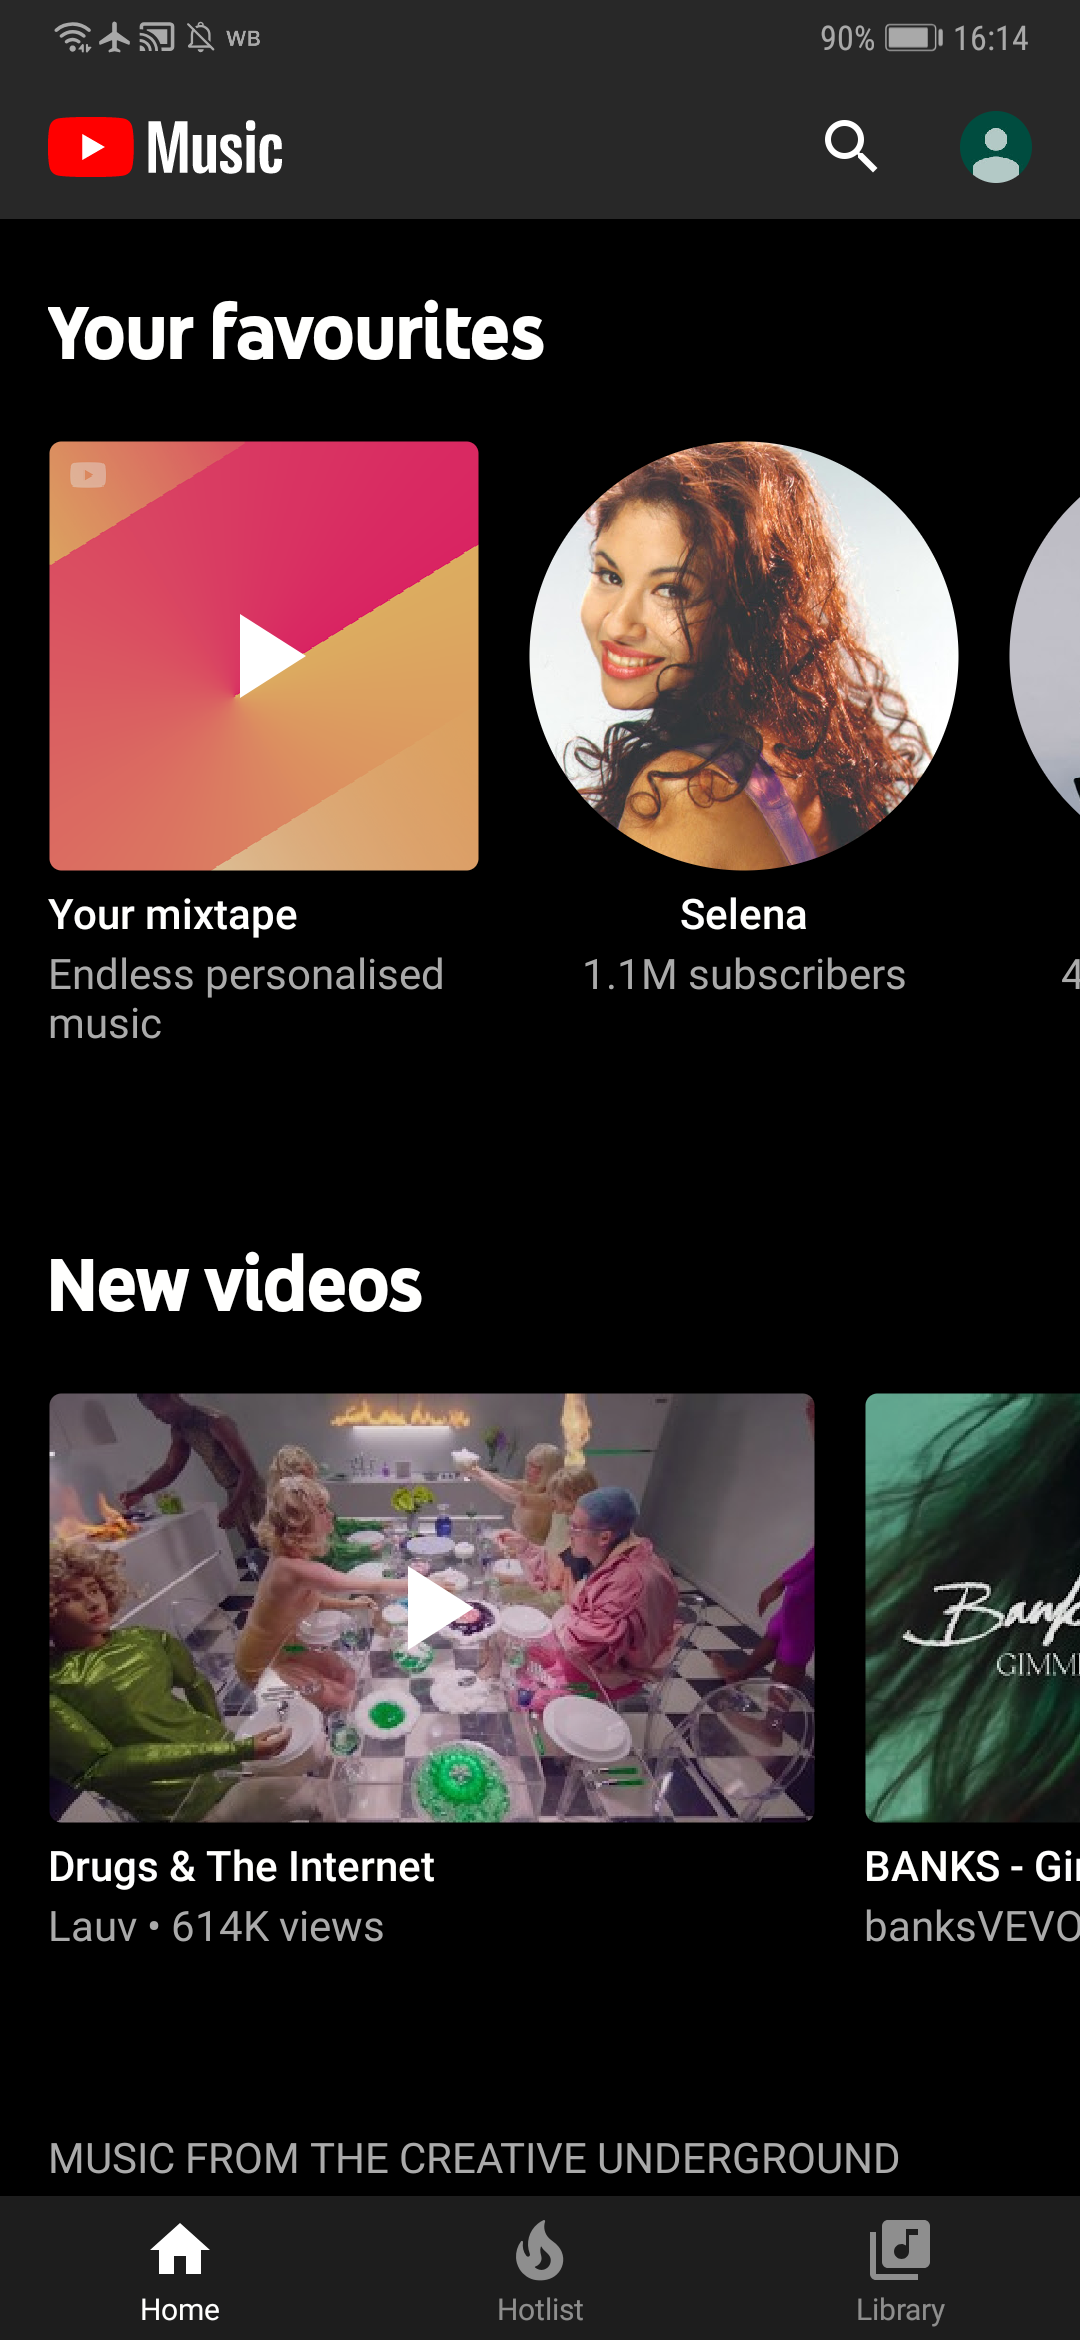 WB
90%
16:14
Music
Your favourites
Your mixtape
Endless personalised
music
Selena
1.1M subscribers
4
New videos
Banks
GIMME
Drugs & The Internet
Lauv • 614K views
BANKS - Gi
banksVEVO
MUSIC FROM THE CREATIVE UNDERGROUND
Home
Hotlist
Library